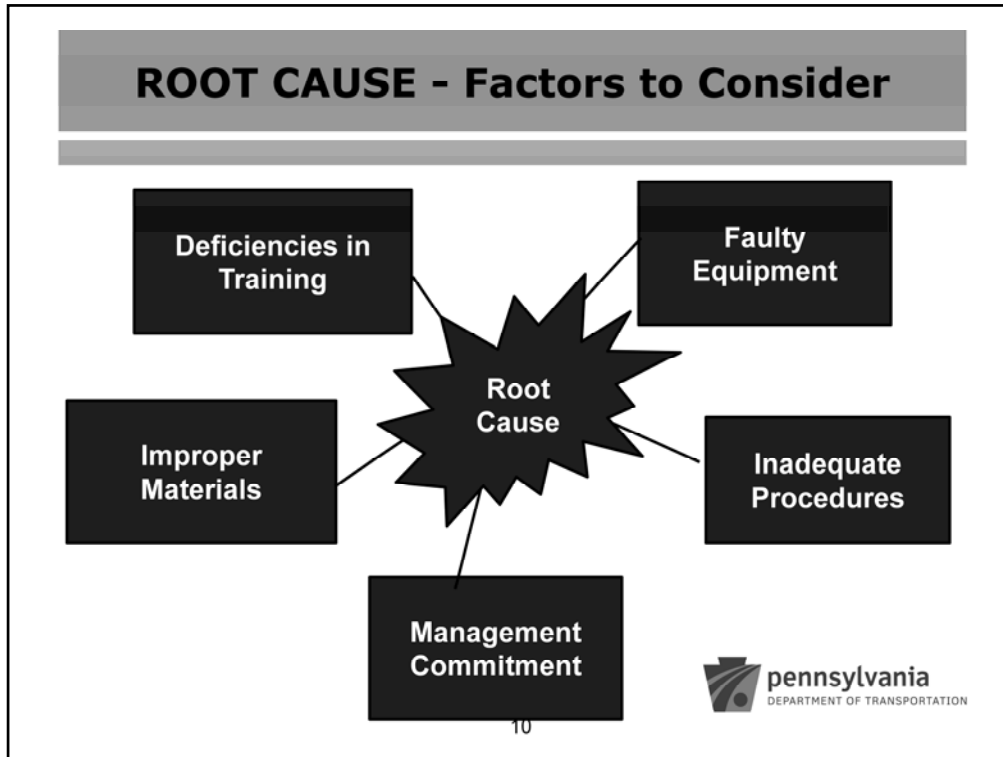 ROOT CAUSE - Factors to Consider
Deficiencies in
Training
Faulty
Equipment
Root
Cause
Improper
Materials
Inadequate
Procedures
Management
Commitment
pennsylvania
DEPARTMENT OF TRANSPORTATION
10